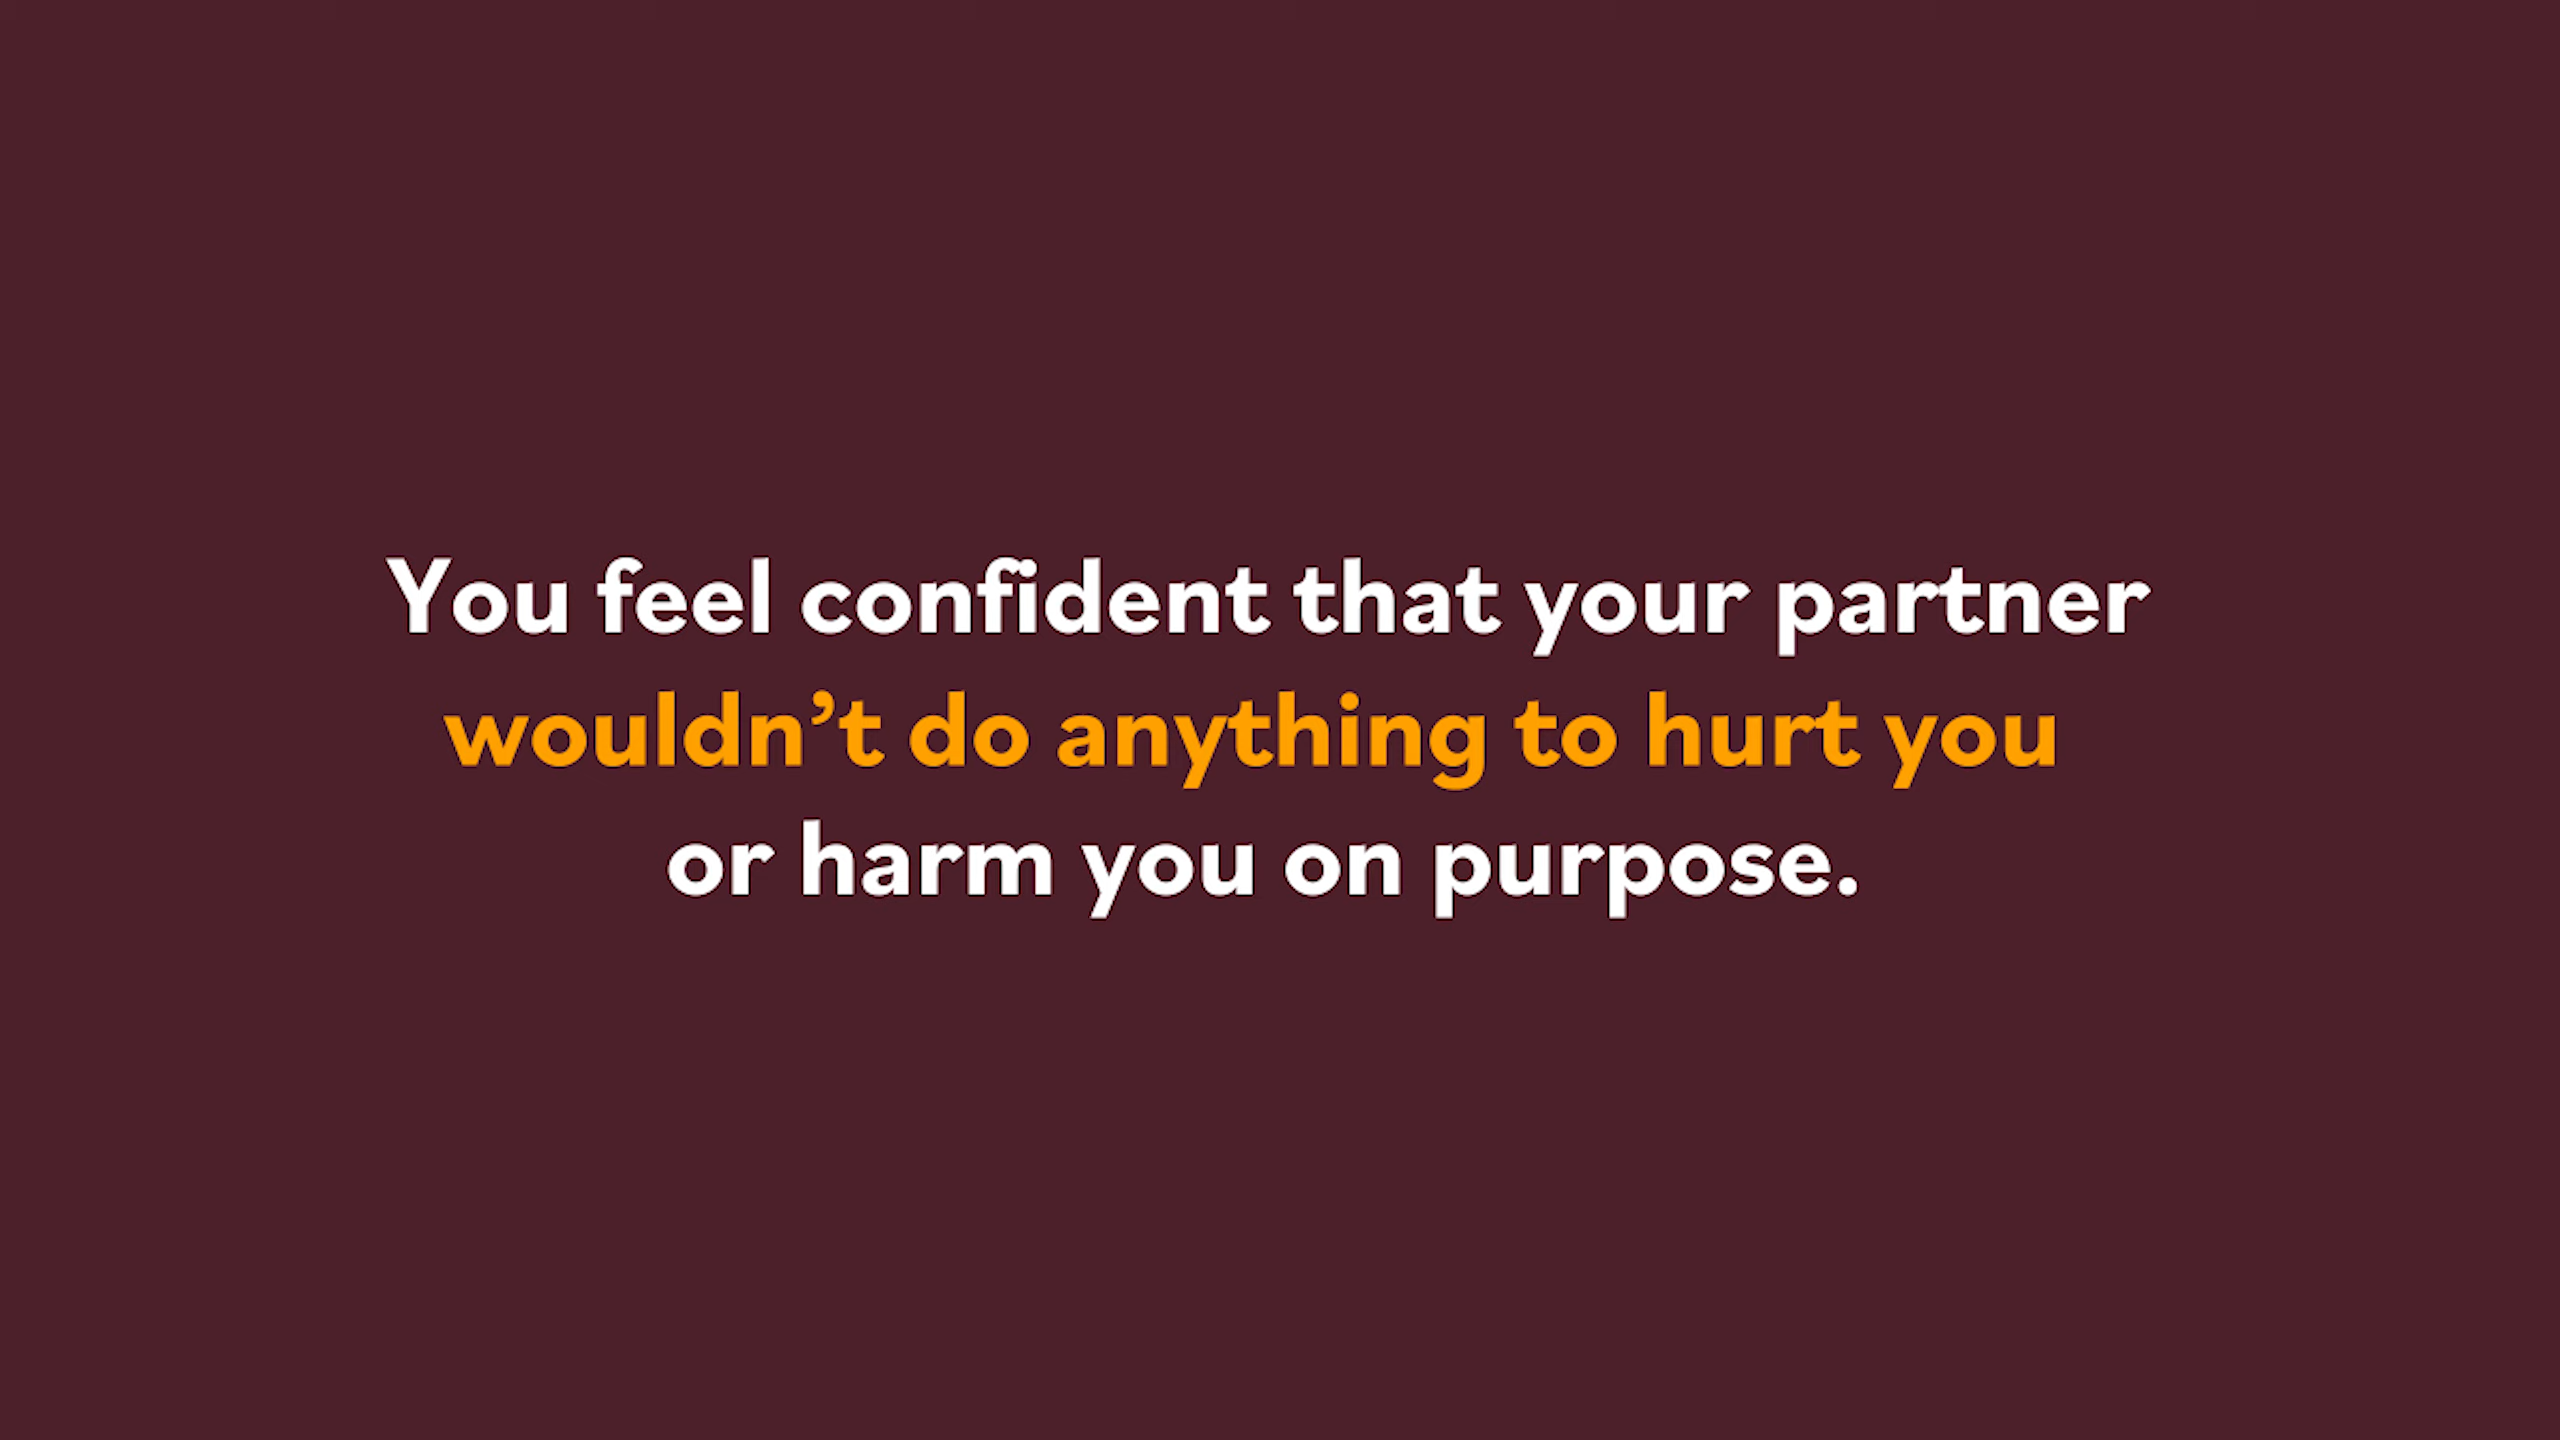 You feel confident that your partner
wouldn’t do anything to hurt you
or harm you on purpose.